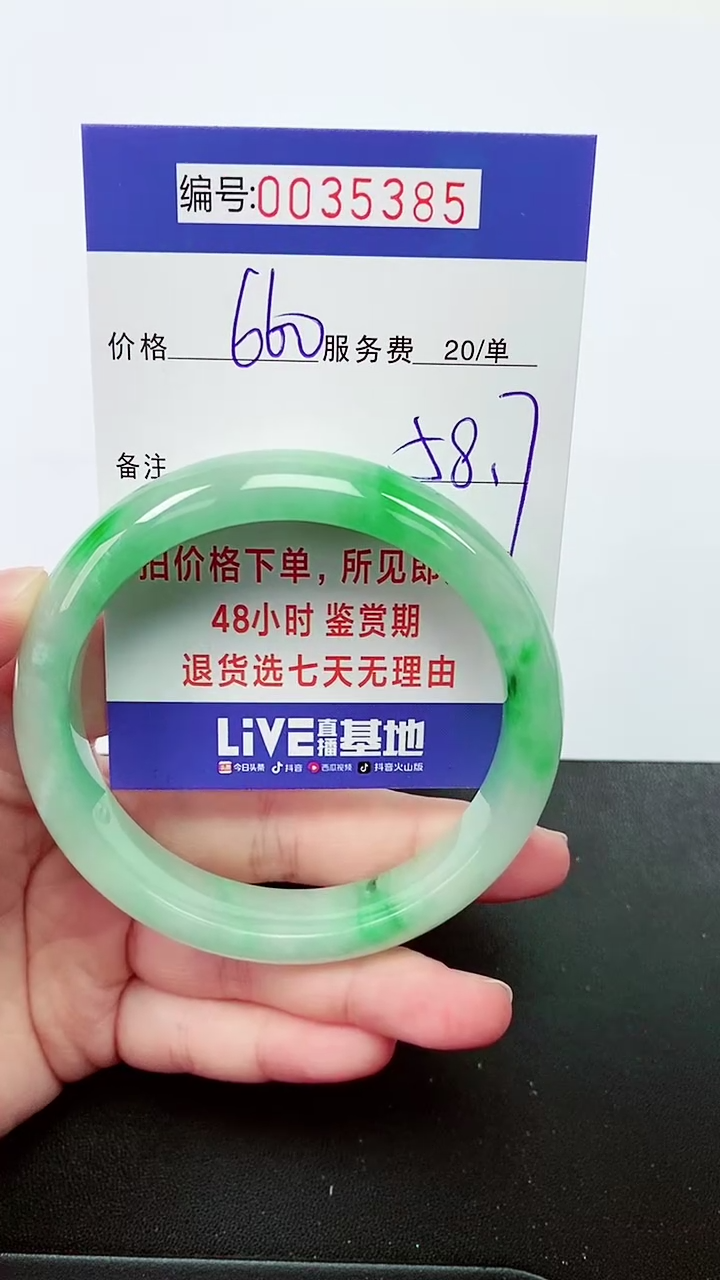 编号:0035385
价格 660 服务费 20/单
备注 58.7
拍价格下单，所见即
48小时 鉴赏期
退货选七天无理由
LiVE直播基地
今日头条 抖音 西瓜视频 抖音火山版